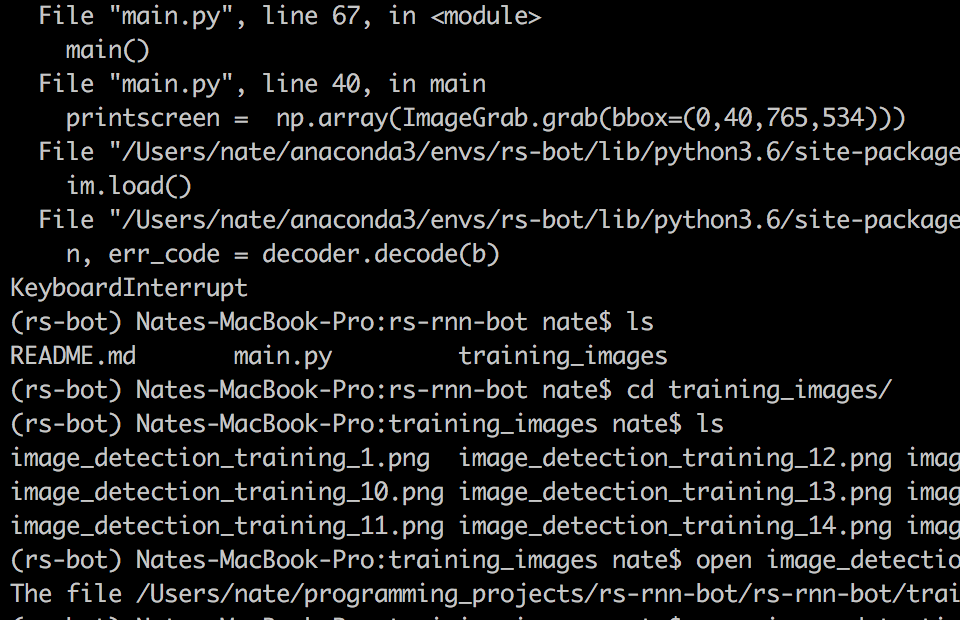 File "main.py", line 67, in <module>
main()
File "main.py", line 40, in main
printscreen =  np.array(ImageGrab.grab(bbox=(0,40,765,534)))
File "/Users/nate/anaconda3/envs/rs-bot/lib/python3.6/site-package
im.load()
File "/Users/nate/anaconda3/envs/rs-bot/lib/python3.6/site-package
n, err_code = decoder.decode(b)
KeyboardInterrupt
(rs-bot) Nates-MacBook-Pro:rs-rnn-bot nate$ ls
README.md       main.py         training_images
(rs-bot) Nates-MacBook-Pro:rs-rnn-bot nate$ cd training_images/
(rs-bot) Nates-MacBook-Pro:training_images nate$ ls
image_detection_training_1.png  image_detection_training_12.png imag
image_detection_training_10.png image_detection_training_13.png imag
image_detection_training_11.png image_detection_training_14.png imag
(rs-bot) Nates-MacBook-Pro:training_images nate$ open image_detectio
The file /Users/nate/programming_projects/rs-rnn-bot/rs-rnn-bot/trai